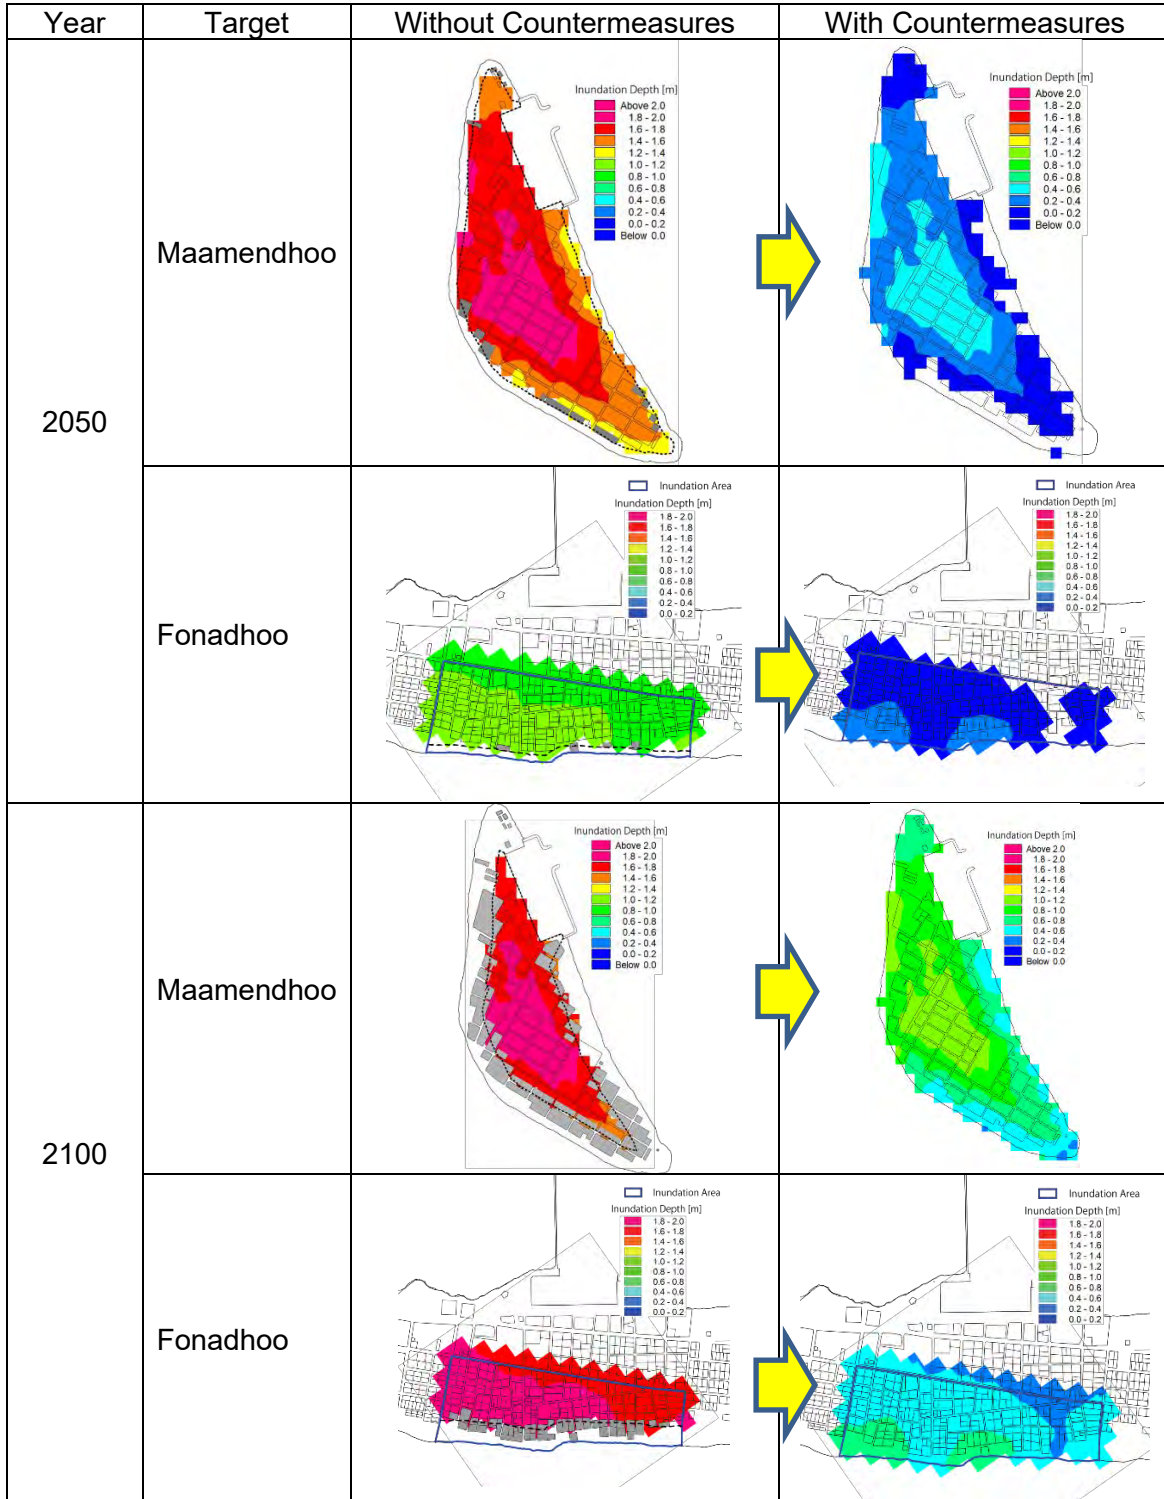 Year Target Without Countermeasures With Countermeasures
2050
Maamendhoo
Inundation Depth [m]
Above 2.0
1.8 - 2.0
1.6 - 1.8
1.4 - 1.6
1.2 - 1.4
1.0 - 1.2
0.8 - 1.0
0.6 - 0.8
0.4 - 0.6
0.2 - 0.4
0.0 - 0.2
Below 0.0
Inundation Depth [m]
Above 2.0
1.8 - 2.0
1.6 - 1.8
1.4 - 1.6
1.2 - 1.4
1.0 - 1.2
0.8 - 1.0
0.6 - 0.8
0.4 - 0.6
0.2 - 0.4
0.0 - 0.2
Below 0.0
Fonadhoo
Inundation Area
Inundation Depth [m]
1.8 - 2.0
1.6 - 1.8
1.4 - 1.6
1.2 - 1.4
1.0 - 1.2
0.8 - 1.0
0.6 - 0.8
0.4 - 0.6
0.2 - 0.4
0.0 - 0.2
Inundation Area
Inundation Depth [m]
1.8 - 2.0
1.6 - 1.8
1.4 - 1.6
1.2 - 1.4
1.0 - 1.2
0.8 - 1.0
0.6 - 0.8
0.4 - 0.6
0.2 - 0.4
0.0 - 0.2
2100
Maamendhoo
Inundation Depth [m]
Above 2.0
1.8 - 2.0
1.6 - 1.8
1.4 - 1.6
1.2 - 1.4
1.0 - 1.2
0.8 - 1.0
0.6 - 0.8
0.4 - 0.6
0.2 - 0.4
0.0 - 0.2
Below 0.0
Inundation Depth [m]
Above 2.0
1.8 - 2.0
1.6 - 1.8
1.4 - 1.6
1.2 - 1.4
1.0 - 1.2
0.8 - 1.0
0.6 - 0.8
0.4 - 0.6
0.2 - 0.4
0.0 - 0.2
Below 0.0
Fonadhoo
Inundation Area
Inundation Depth [m]
1.8 - 2.0
1.6 - 1.8
1.4 - 1.6
1.2 - 1.4
1.0 - 1.2
0.8 - 1.0
0.6 - 0.8
0.4 - 0.6
0.2 - 0.4
0.0 - 0.2
Inundation Area
Inundation Depth [m]
1.8 - 2.0
1.6 - 1.8
1.4 - 1.6
1.2 - 1.4
1.0 - 1.2
0.8 - 1.0
0.6 - 0.8
0.4 - 0.6
0.2 - 0.4
0.0 - 0.2